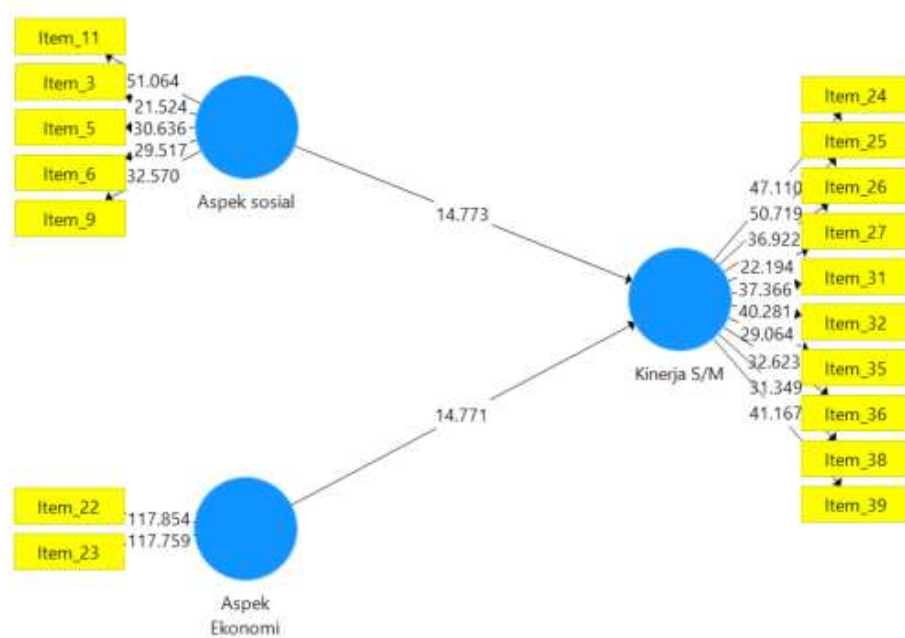 Item_11
Item_3
Item_5
Item_6
Item_9
51.064
21.524
30.636
29.517
32.570
Aspek sosial
14.773
Item_22
Item_23
117.854
117.759
Aspek
Ekonomi
14.771
Kinerja S/M
47.110
50.719
36.922
22.194
37.366
40.281
29.064
32.623
31.349
41.167
Item_24
Item_25
Item_26
Item_27
Item_31
Item_32
Item_35
Item_36
Item_38
Item_39